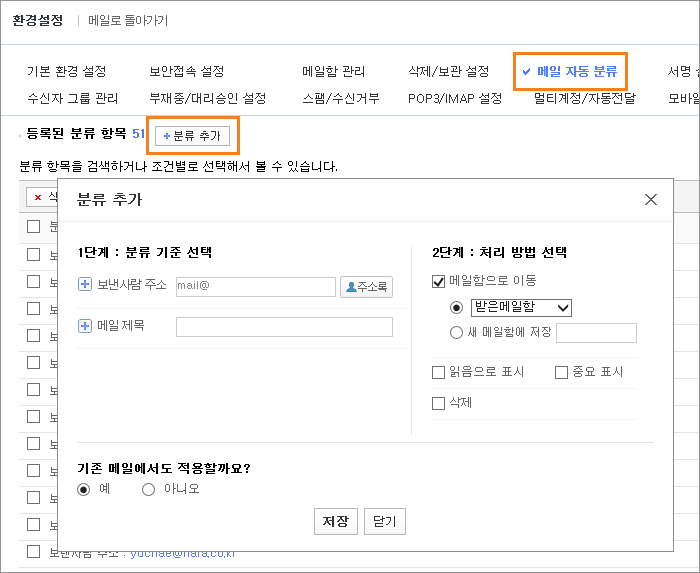 환경설정 | 메일로 돌아가기
기본 환경 설정 보안접속 설정 메일함 관리 삭제/보관 설정 메일 자동 분류 서명
수신자 그룹 관리 부재중/대리승인 설정 스팸/수신거부 POP3/IMAP 설정 멀티계정/자동전달 모바일
등록된 분류 항목 51 + 분류 추가
분류 항목을 검색하거나 조건별로 선택해서 볼 수 있습니다.
분류 추가
1단계 : 분류 기준 선택
보낸사람 주소 mail@ 주소록
메일 제목
2단계 : 처리 방법 선택
메일함으로 이동
받은메일함
새 메일함에 저장
읽음으로 표시 중요 표시
삭제
기존 메일에서도 적용할까요?
예 아니오
저장 닫기
보낸사람 주소 : yuchae@nara.co.kr